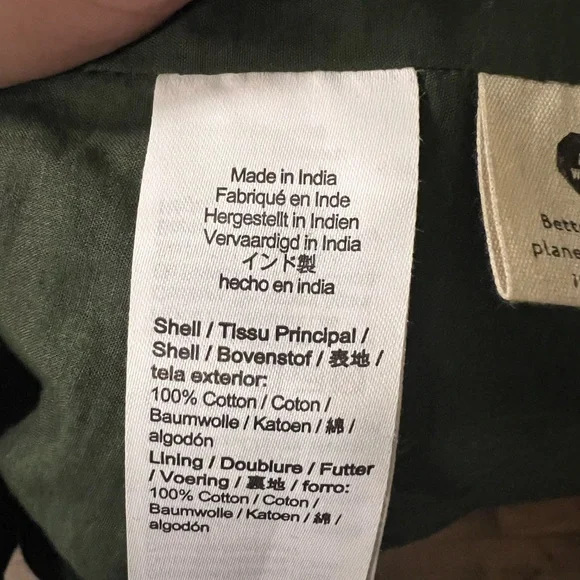 Made in India
Fabriqué en Inde
Hergestellt in Indien
Vervaardigd in India
インド製
hecho en india
Shell / Tissu Principal /
Shell / Bovenstof / 表地 /
tela exterior:
100% Cotton / Coton /
Baumwolle / Katoen / 綿 /
algodón
Lining / Doublure / Futter
/ Voering / 裏地 / forro:
100% Cotton / Coton /
Baumwolle / Katoen / 綿 /
algodón
Bett
plane
i